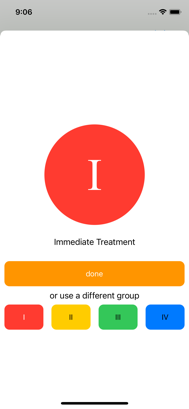 9:06
I
Immediate Treatment
done
or use a different group
I II III IV